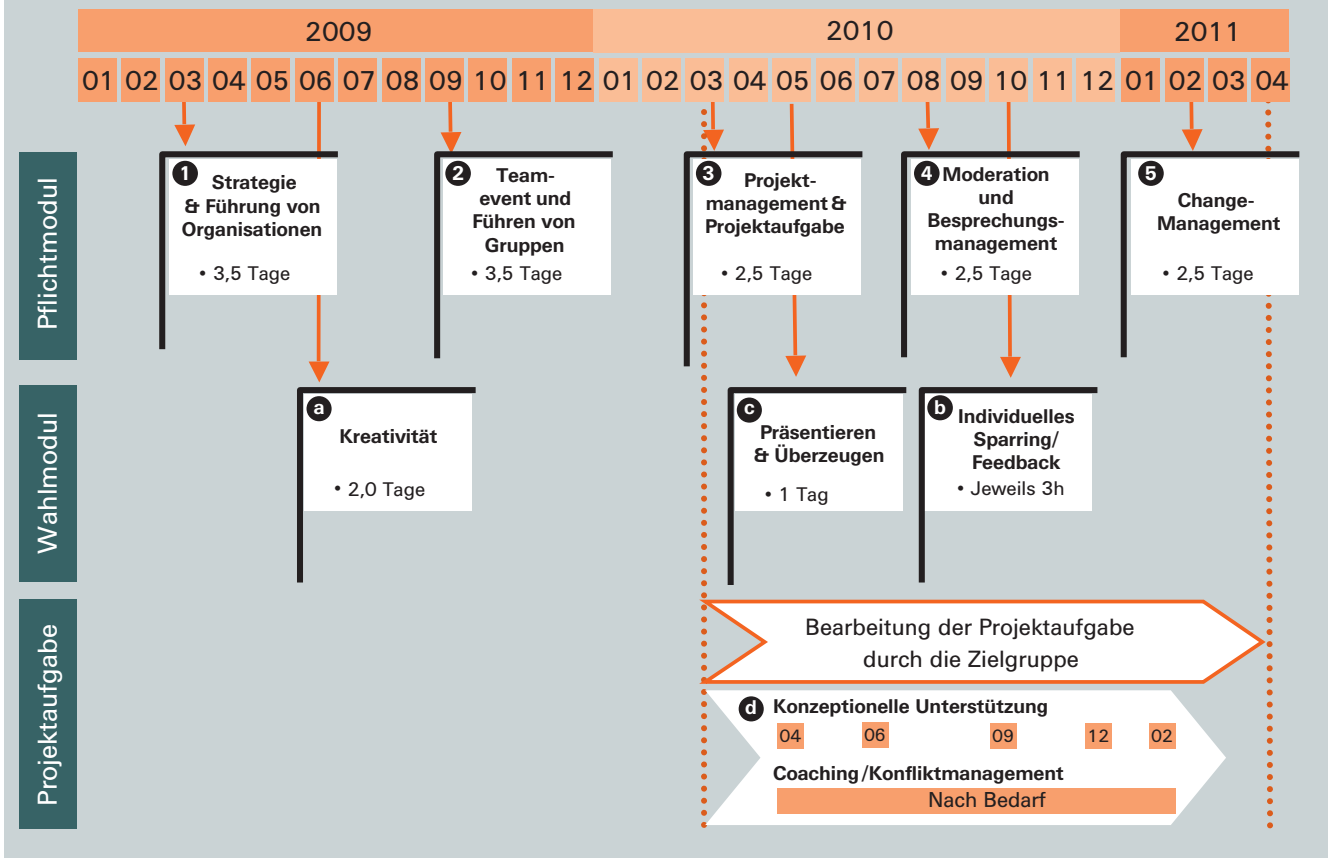 2009 2010 2011
01 02 03 04 05 06 07 08 09 10 11 12 01 02 03 04 05 06 07 08 09 10 11 12 01 02 03 04
Pflichtmodul
1
Strategie
& Führung von
Organisationen
• 3,5 Tage
2
Team-
event und
Führen von
Gruppen
• 3,5 Tage
3
Projekt-
management &
Projektaufgabe
• 2,5 Tage
4
Moderation
und
Besprechungs-
management
• 2,5 Tage
5
Change-
Management
• 2,5 Tage
Wahlmodul
a
Kreativität
• 2,0 Tage
c
Präsentieren
& Überzeugen
• 1 Tag
b
Individuelles
Sparring/
Feedback
• Jeweils 3h
Projektaufgabe
Bearbeitung der Projektaufgabe
durch die Zielgruppe
d
Konzeptionelle Unterstützung
04 06 09 12 02
Coaching/Konfliktmanagement
Nach Bedarf